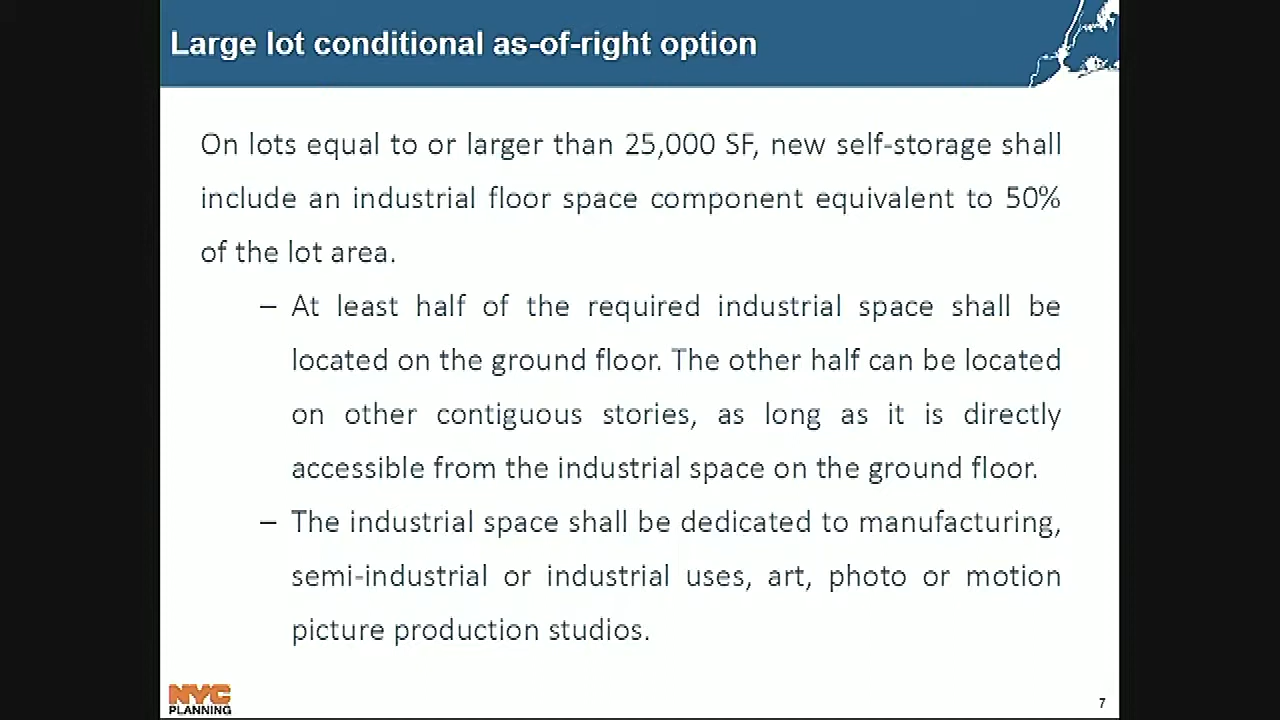 Large lot conditional as-of-right option
On lots equal to or larger than 25,000 SF, new self-storage shall
include an industrial floor space component equivalent to 50%
of the lot area.
– At least half of the required industrial space shall be
located on the ground floor. The other half can be located
on other contiguous stories, as long as it is directly
accessible from the industrial space on the ground floor.
– The industrial space shall be dedicated to manufacturing,
semi-industrial or industrial uses, art, photo or motion
picture production studios.
NYC
PLANNING
7